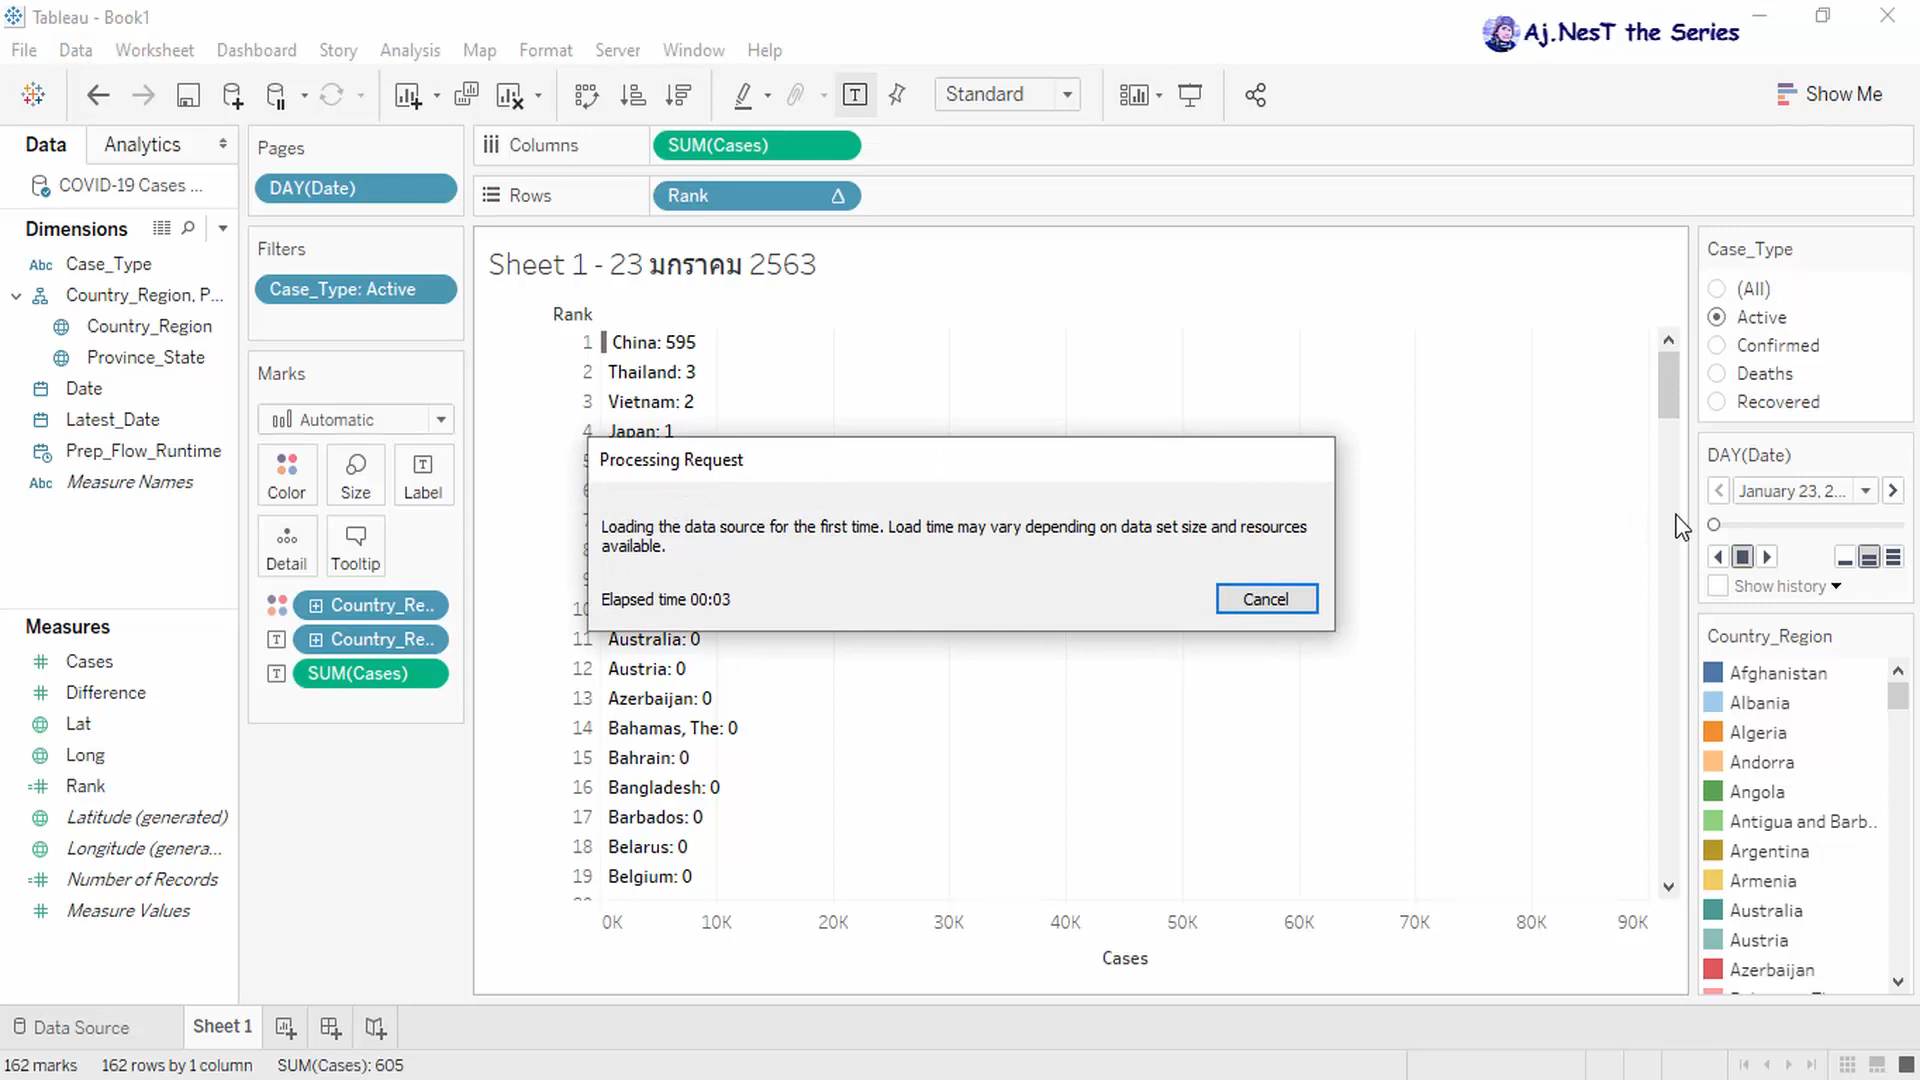 Tableau - Book1
Aj.NesT the Series
File Data Worksheet Dashboard Story Analysis Map Format Server Window Help
Standard
Show Me
Data Analytics
COVID-19 Cases ...
Dimensions
Abc Case_Type
Country_Region, P...
Country_Region
Province_State
Date
Latest_Date
Prep_Flow_Runtime
Abc Measure Names
Measures
Cases
Difference
Lat
Long
Rank
Latitude (generated)
Longitude (genera...
Number of Records
Measure Values
Pages
DAY(Date)
Filters
Case_Type: Active
Marks
Automatic
Color Size Label
Detail Tooltip
Country_Re..
Country_Re..
SUM(Cases)
Columns SUM(Cases)
Rows Rank
Sheet 1 - 23 มกราคม 2563
Rank
1 China: 595
2 Thailand: 3
3 Vietnam: 2
4 Japan: 1
Processing Request
Loading the data source for the first time. Load time may vary depending on data set size and resources
available.
Elapsed time 00:03
Cancel
11 Australia: 0
12 Austria: 0
13 Azerbaijan: 0
14 Bahamas, The: 0
15 Bahrain: 0
16 Bangladesh: 0
17 Barbados: 0
18 Belarus: 0
19 Belgium: 0
0K 10K 20K 30K 40K 50K 60K 70K 80K 90K
Cases
Case_Type
(All)
Active
Confirmed
Deaths
Recovered
DAY(Date)
January 23, 2...
Show history
Country_Region
Afghanistan
Albania
Algeria
Andorra
Angola
Antigua and Barb..
Argentina
Armenia
Australia
Austria
Azerbaijan
Data Source Sheet 1
162 marks 162 rows by 1 column SUM(Cases): 605